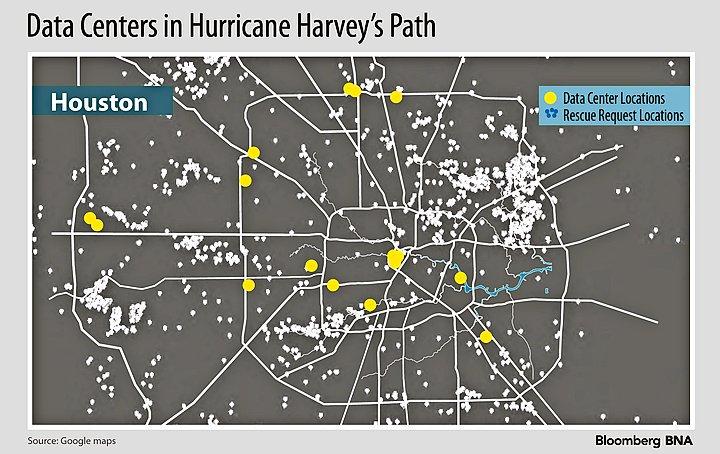 Data Centers in Hurricane Harvey's Path
Houston
Data Center Locations
Rescue Request Locations
Source: Google maps
Bloomberg BNA